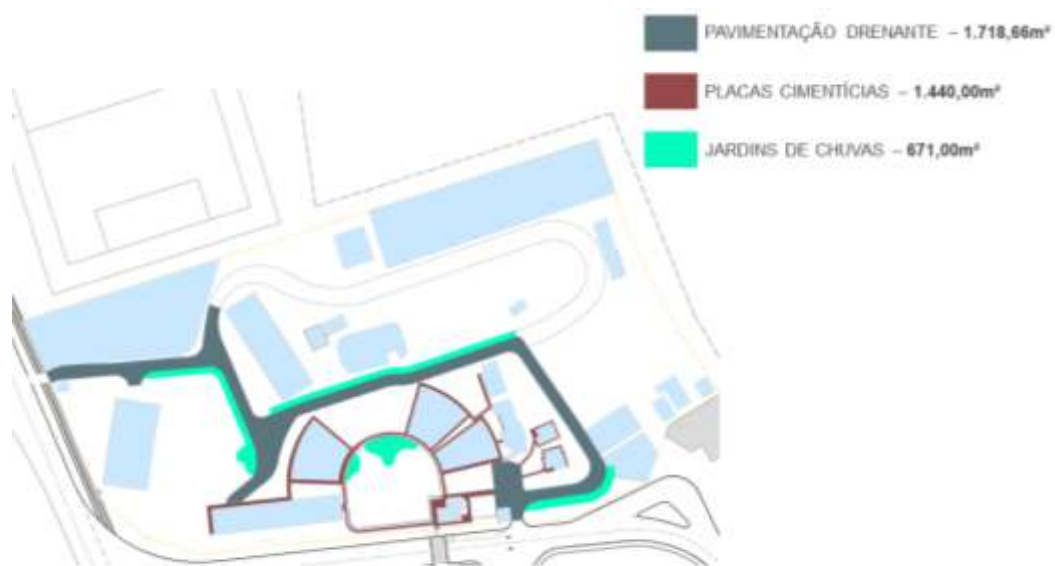 PAVIMENTAÇÃO DRENANTE – 1.718,66m²
PLACAS CIMENTÍCIAS – 1.440,00m²
JARDINS DE CHUVAS – 671,00m²